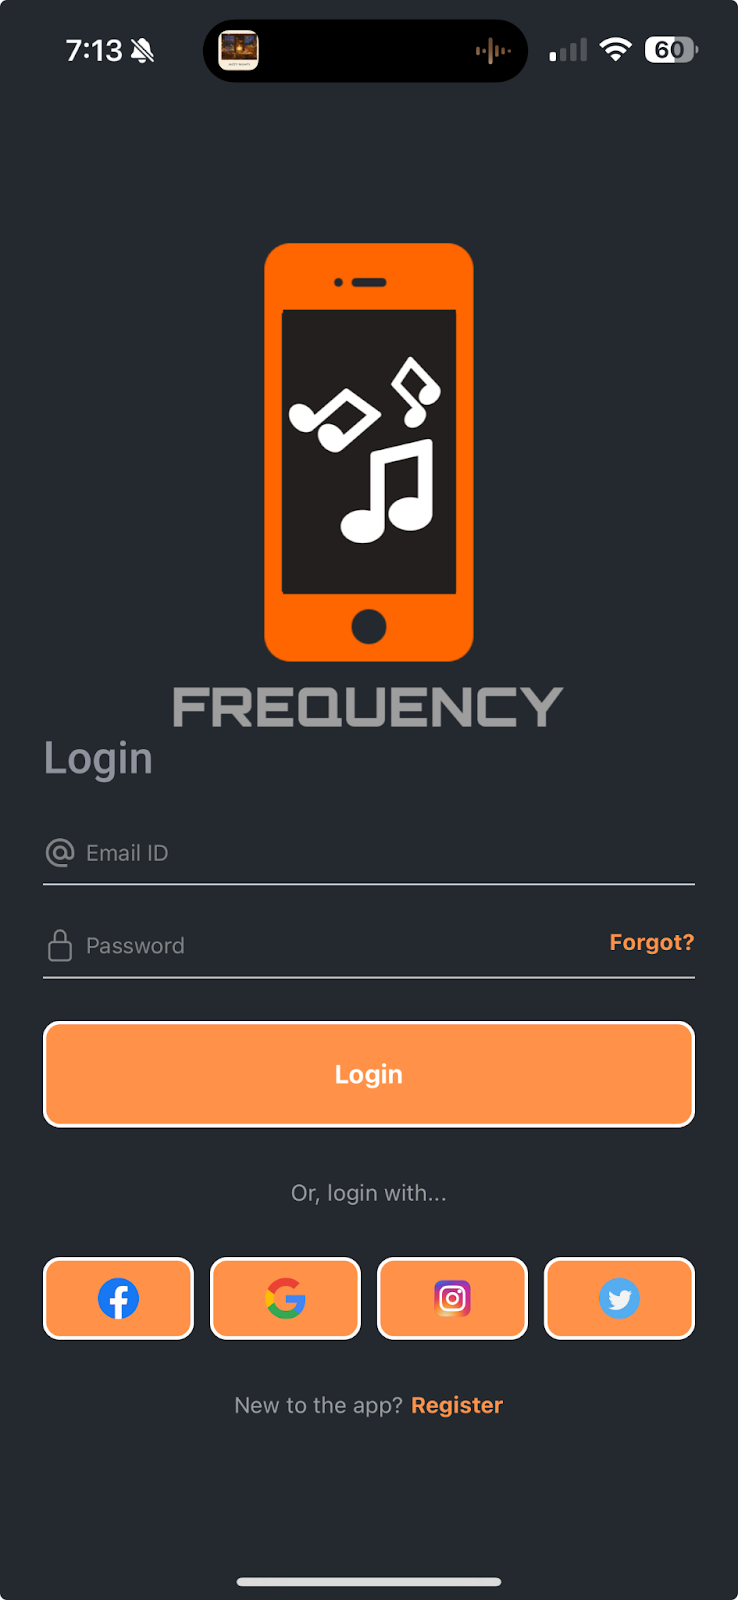 7:13
60
FREQUENCY
Login
Email ID
Password
Forgot?
Login
Or, login with...
New to the app? Register